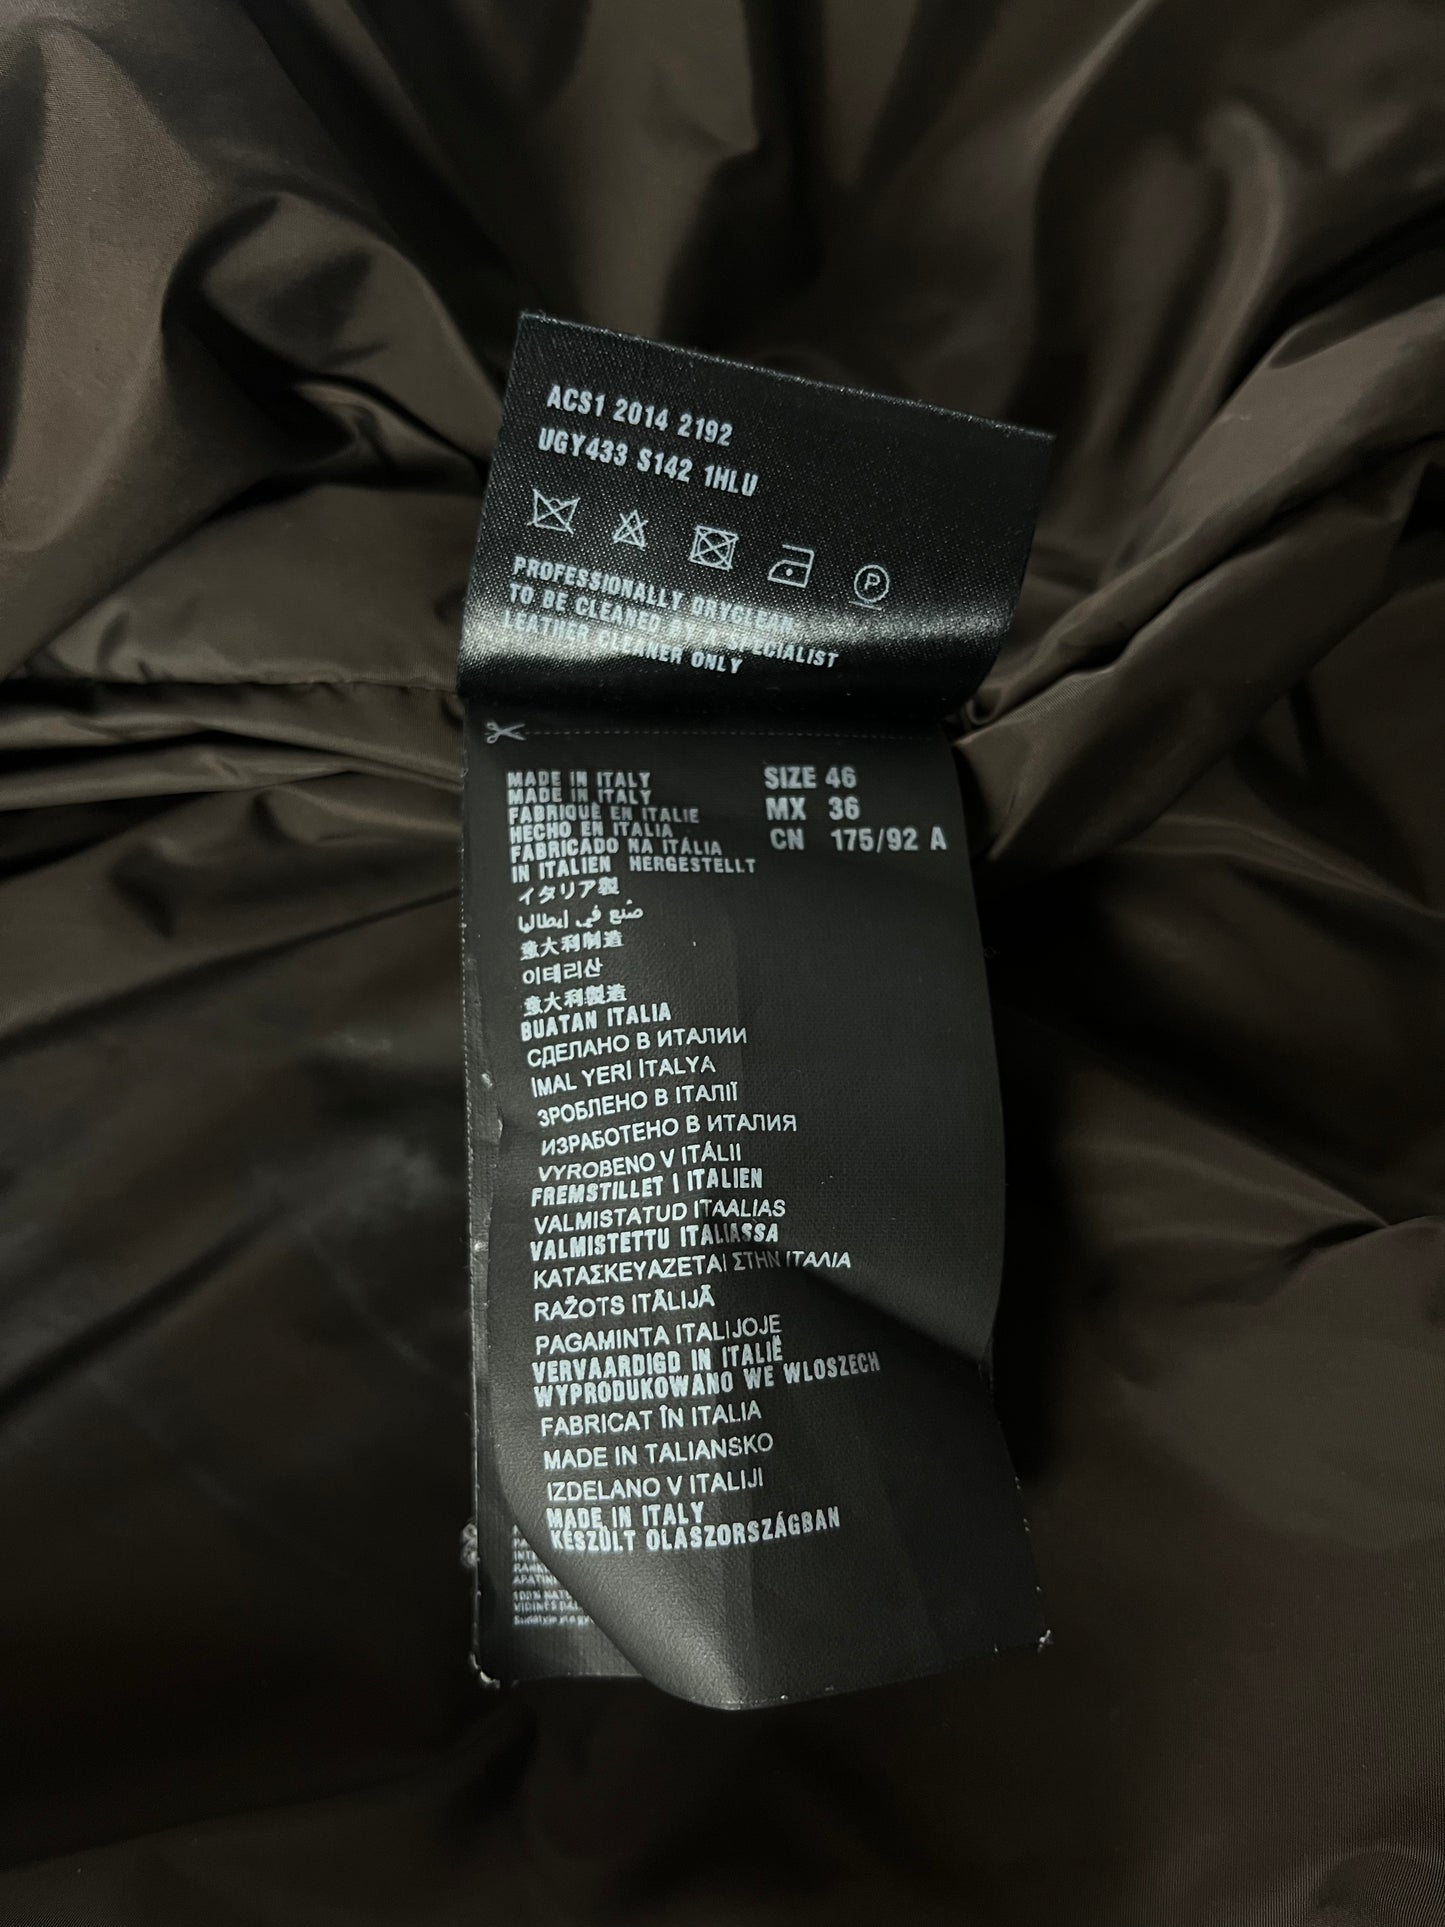 ACS1 2014 2192
UGY433 S142 1HLU
P
PROFESSIONALLY DRYCLEAN
TO BE CLEANED BY A SPECIALIST
LEATHER CLEANER ONLY
MADE IN ITALY
MADE IN ITALY
FABRIQUÉ EN ITALIE
HECHO EN ITALIA
FABRICADO NA ITÁLIA
IN ITALIEN HERGESTELLT
SIZE 46
MX 36
CN 175/92 A
イタリア製
صنع في إيطاليا
意大利制造
이테리산
意大利製造
BUATAN ITALIA
СДЕЛАНО В ИТАЛИИ
İMAL YERİ İTALYA
ЗРОБЛЕНО В ІТАЛІЇ
ИЗРАБОТЕНО В ИТАЛИЯ
VYROBENO V ITÁLII
FREMSTILLET I ITALIEN
VALMISTATUD ITAALIAS
VALMISTETTU ITALIASSA
ΚΑΤΑΣΚΕΥΑΖΕΤΑΙ ΣΤΗΝ ΙΤΑΛΙΑ
RAŽOTS ITĀLIJĀ
PAGAMINTA ITALIJOJE
VERVAARDIGD IN ITALIË
WYPRODUKOWANO WE WLOSZECH
FABRICAT ÎN ITALIA
MADE IN TALIANSKO
IZDELANO V ITALIJI
MADE IN ITALY
KÉSZÜLT OLASZORSZÁGBAN